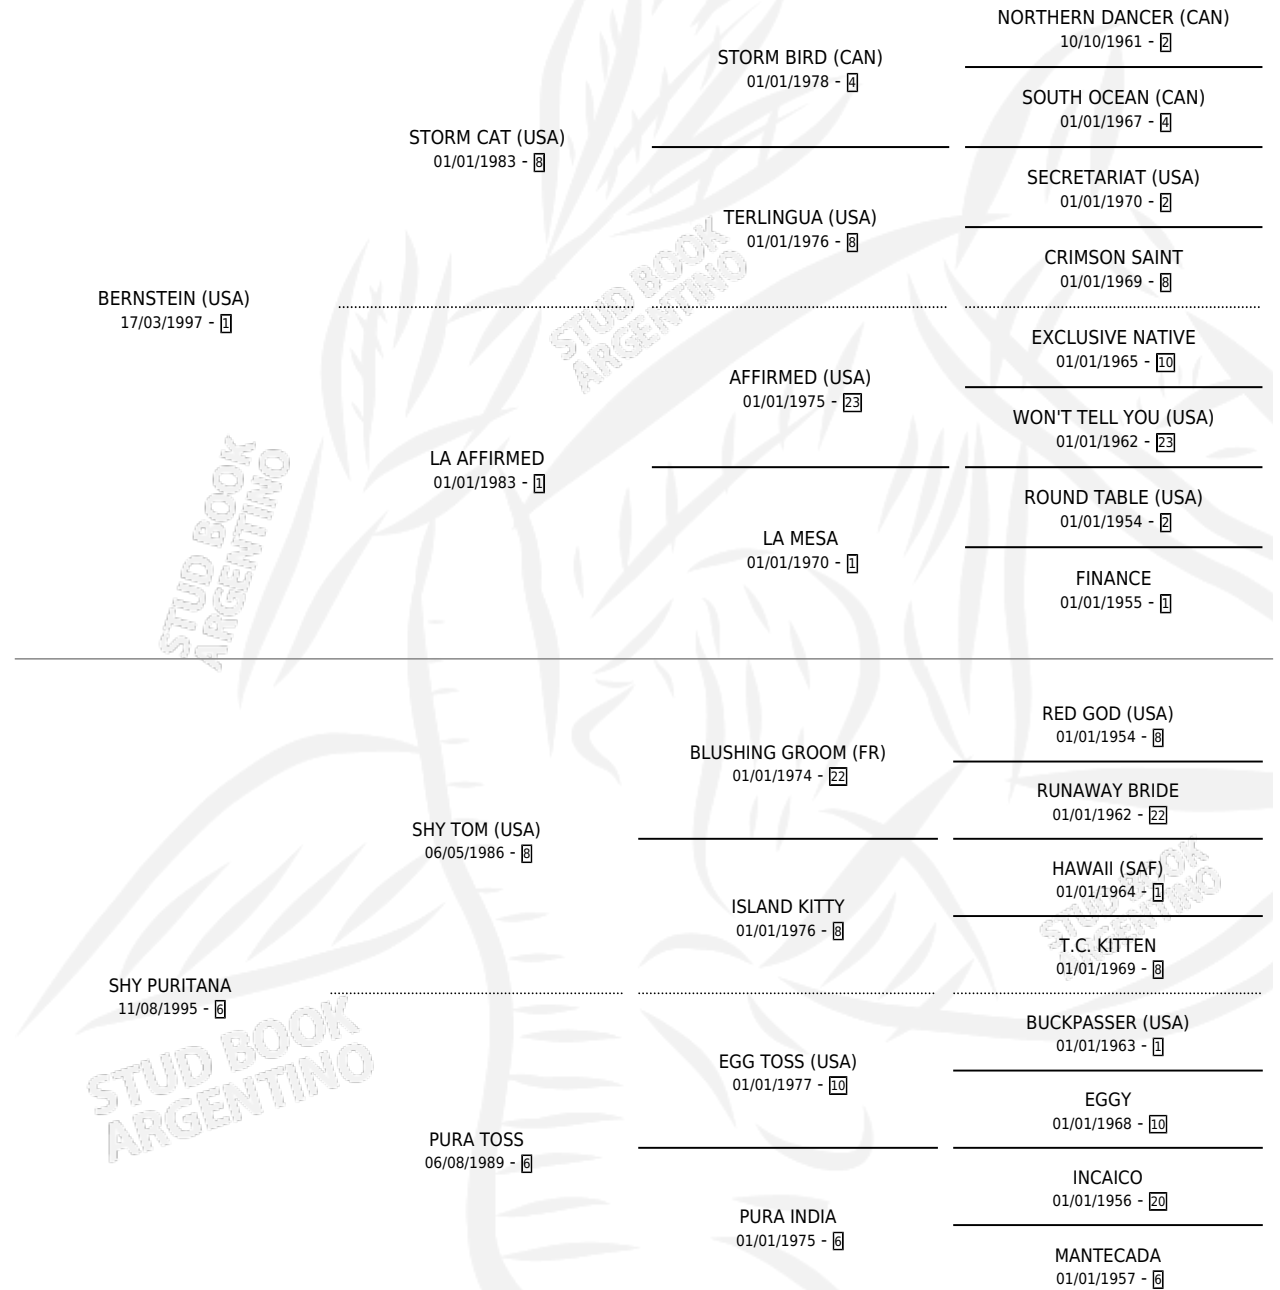 NORTHERN DANCER (CAN)
10/10/1961 - 2
STORM BIRD (CAN)
01/01/1978 - 4
SOUTH OCEAN (CAN)
01/01/1967 - 4
STORM CAT (USA)
01/01/1983 - 8
SECRETARIAT (USA)
01/01/1970 - 2
TERLINGUA (USA)
01/01/1976 - 8
CRIMSON SAINT
01/01/1969 - 8
BERNSTEIN (USA)
17/03/1997 - 1
STUD BOOK
ARGENTINO
EXCLUSIVE NATIVE
01/01/1965 - 10
AFFIRMED (USA)
01/01/1975 - 23
WON'T TELL YOU (USA)
01/01/1962 - 23
LA AFFIRMED
01/01/1983 - 1
ROUND TABLE (USA)
01/01/1954 - 2
LA MESA
01/01/1970 - 1
FINANCE
01/01/1955 - 1
STUD BOOK
ARGENTINO
RED GOD (USA)
01/01/1954 - 8
BLUSHING GROOM (FR)
01/01/1974 - 22
RUNAWAY BRIDE
01/01/1962 - 22
SHY TOM (USA)
06/05/1986 - 8
HAWAII (SAF)
01/01/1964 - 1
ISLAND KITTY
01/01/1976 - 8
STUD BOOK
ARGENTINO
T.C. KITTEN
01/01/1969 - 8
SHY PURITANA
11/08/1995 - 6
BUCKPASSER (USA)
01/01/1963 - 1
EGG TOSS (USA)
01/01/1977 - 10
EGGY
01/01/1968 - 10
STUD BOOK
ARGENTINO
PURA TOSS
06/08/1989 - 6
INCAICO
01/01/1956 - 20
PURA INDIA
01/01/1975 - 6
MANTECADA
01/01/1957 - 6